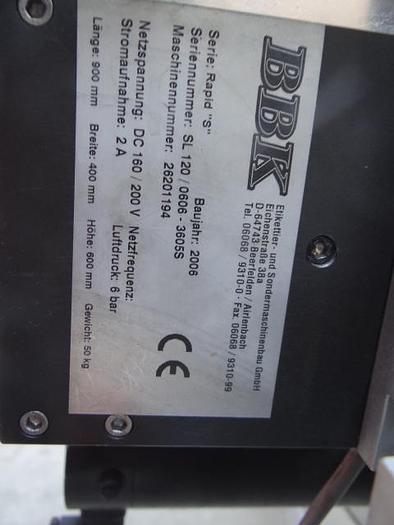 BBK
Etikettier- und Sondermaschinenbau GmbH
Eichenstraße 38a
D-64743 Beerfelden / Airlenbach
Tel. 06068 / 9310-0 · Fax. 06068 / 9310-99
Serie: Rapid "S" Baujahr: 2006
Seriennummer: SL 120 / 0606 - 3605S
Maschinennummer: 26201194
CE
Netzspannung: DC 160 / 200 V Netzfrequenz:
Stromaufnahme: 2 A Luftdruck: 6 bar
Länge: 900 mm Breite: 400 mm Höhe: 600 mm Gewicht: 50 kg